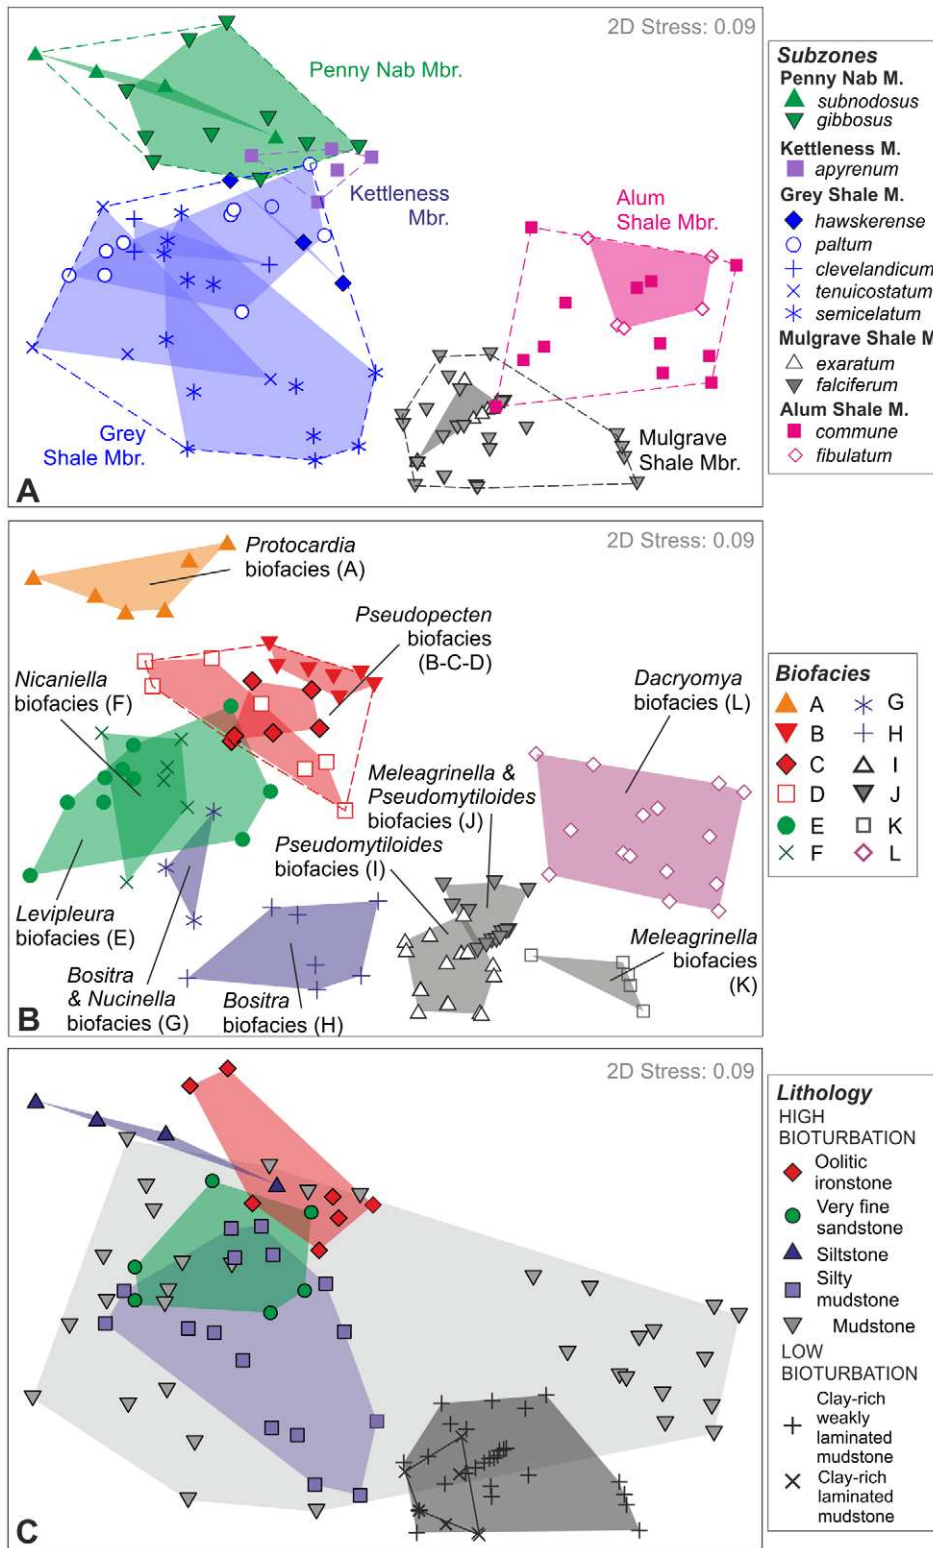 2D Stress: 0.09
Penny Nab Mbr.
Kettleness
Mbr.
Alum
Shale Mbr.
Grey
Shale Mbr.
Mulgrave
Shale Mbr.
A
Subzones
Penny Nab M.
subnodosus
gibbosus
Kettleness M.
apyrenum
Grey Shale M.
hawskerense
paltum
clevelandicum
tenuicostatum
semicelatum
Mulgrave Shale M
exaratum
falciferum
Alum Shale M.
commune
fibulatum
2D Stress: 0.09
Protocardia
biofacies (A)
Pseudopecten
biofacies
(B-C-D)
Nicaniella
biofacies (F)
Dacryomya
biofacies (L)
Meleagrinella &
Pseudomytiloides
biofacies (J)
Pseudomytiloides
biofacies (I)
Levipleura
biofacies (E)
Bositra
& Nucinella
biofacies (G)
Bositra
biofacies (H)
Meleagrinella
biofacies
(K)
B
Biofacies
A G
B H
C I
D J
E K
F L
2D Stress: 0.09
C
Lithology
HIGH
BIOTURBATION
Oolitic
ironstone
Very fine
sandstone
Siltstone
Silty
mudstone
Mudstone
LOW
BIOTURBATION
Clay-rich
weakly
laminated
mudstone
Clay-rich
laminated
mudstone